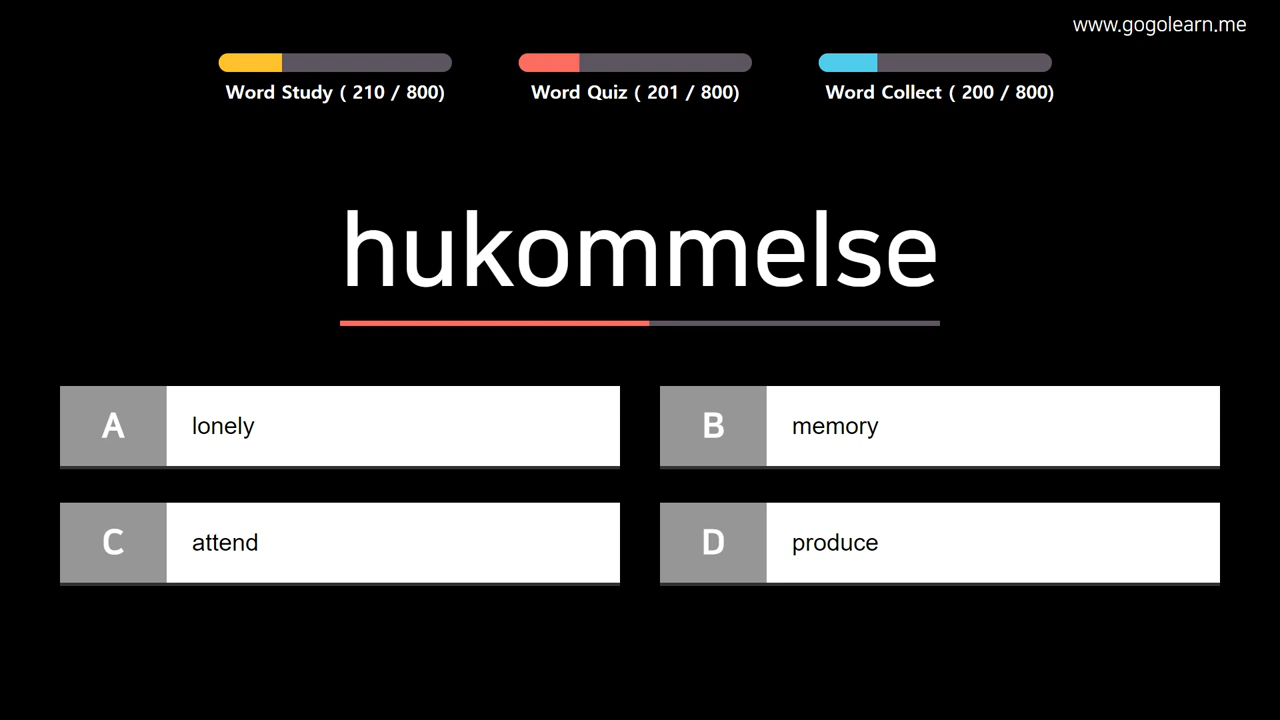 www.gogolearn.me
Word Study ( 210 / 800)
Word Quiz ( 201 / 800)
Word Collect ( 200 / 800)
hukommelse
A lonely
B memory
C attend
D produce